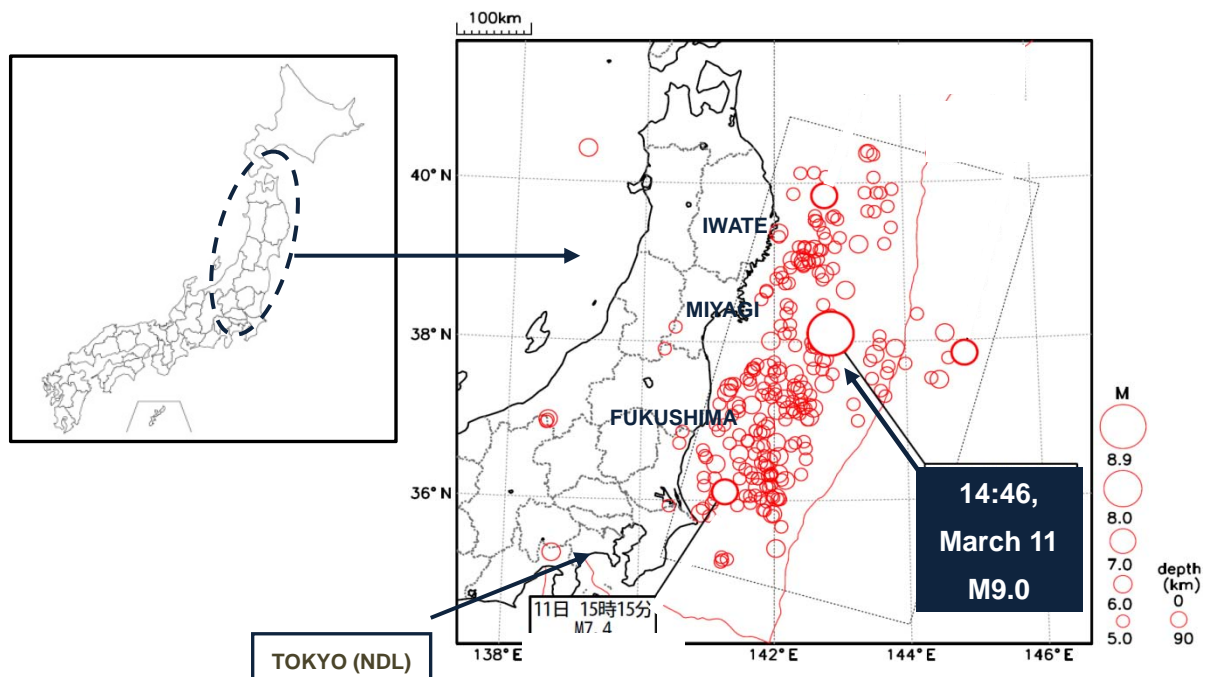 100km
40°N
IWATE
MIYAGI
38°N
FUKUSHIMA
36°N
14:46,
March 11
M9.0
M
8.9
8.0
7.0
6.0
5.0
depth
(km)
0
90
11日 15時15分
M7.4
TOKYO (NDL)
138°E
142°E
144°E
146°E